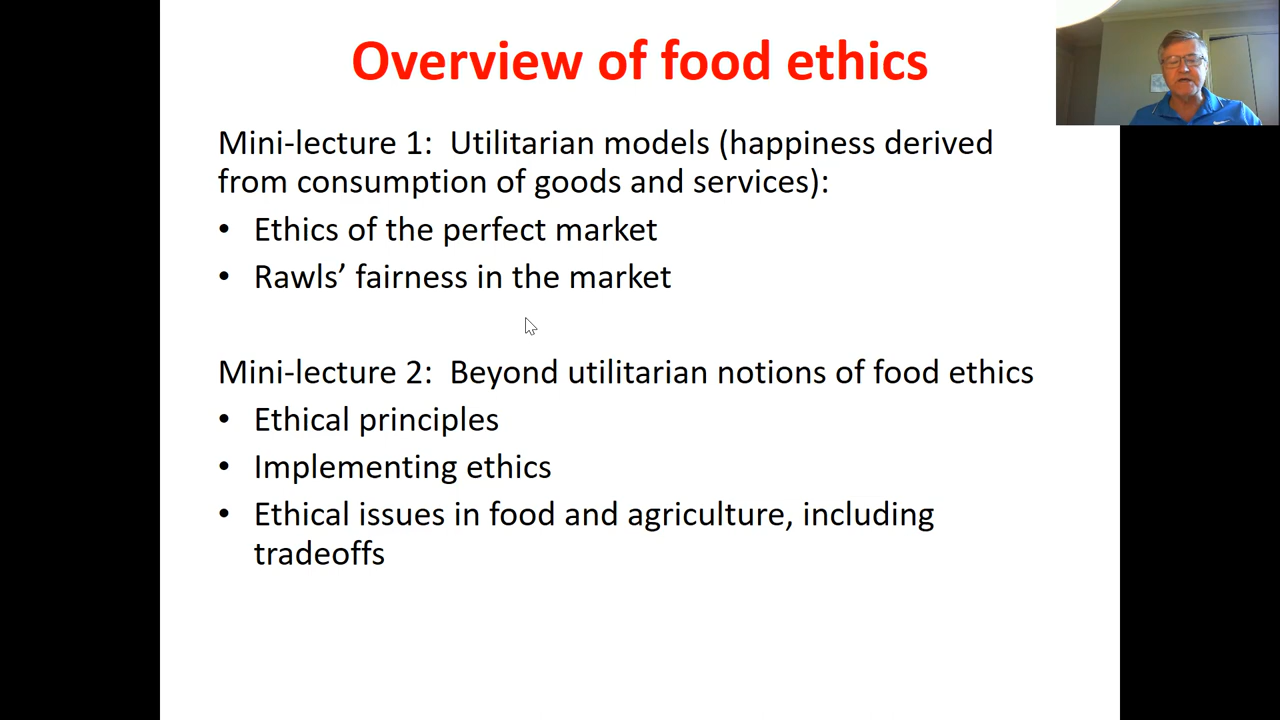 Overview of food ethics
Mini-lecture 1:  Utilitarian models (happiness derived
from consumption of goods and services):
• Ethics of the perfect market
• Rawls’ fairness in the market
Mini-lecture 2:  Beyond utilitarian notions of food ethics
• Ethical principles
• Implementing ethics
• Ethical issues in food and agriculture, including
tradeoffs